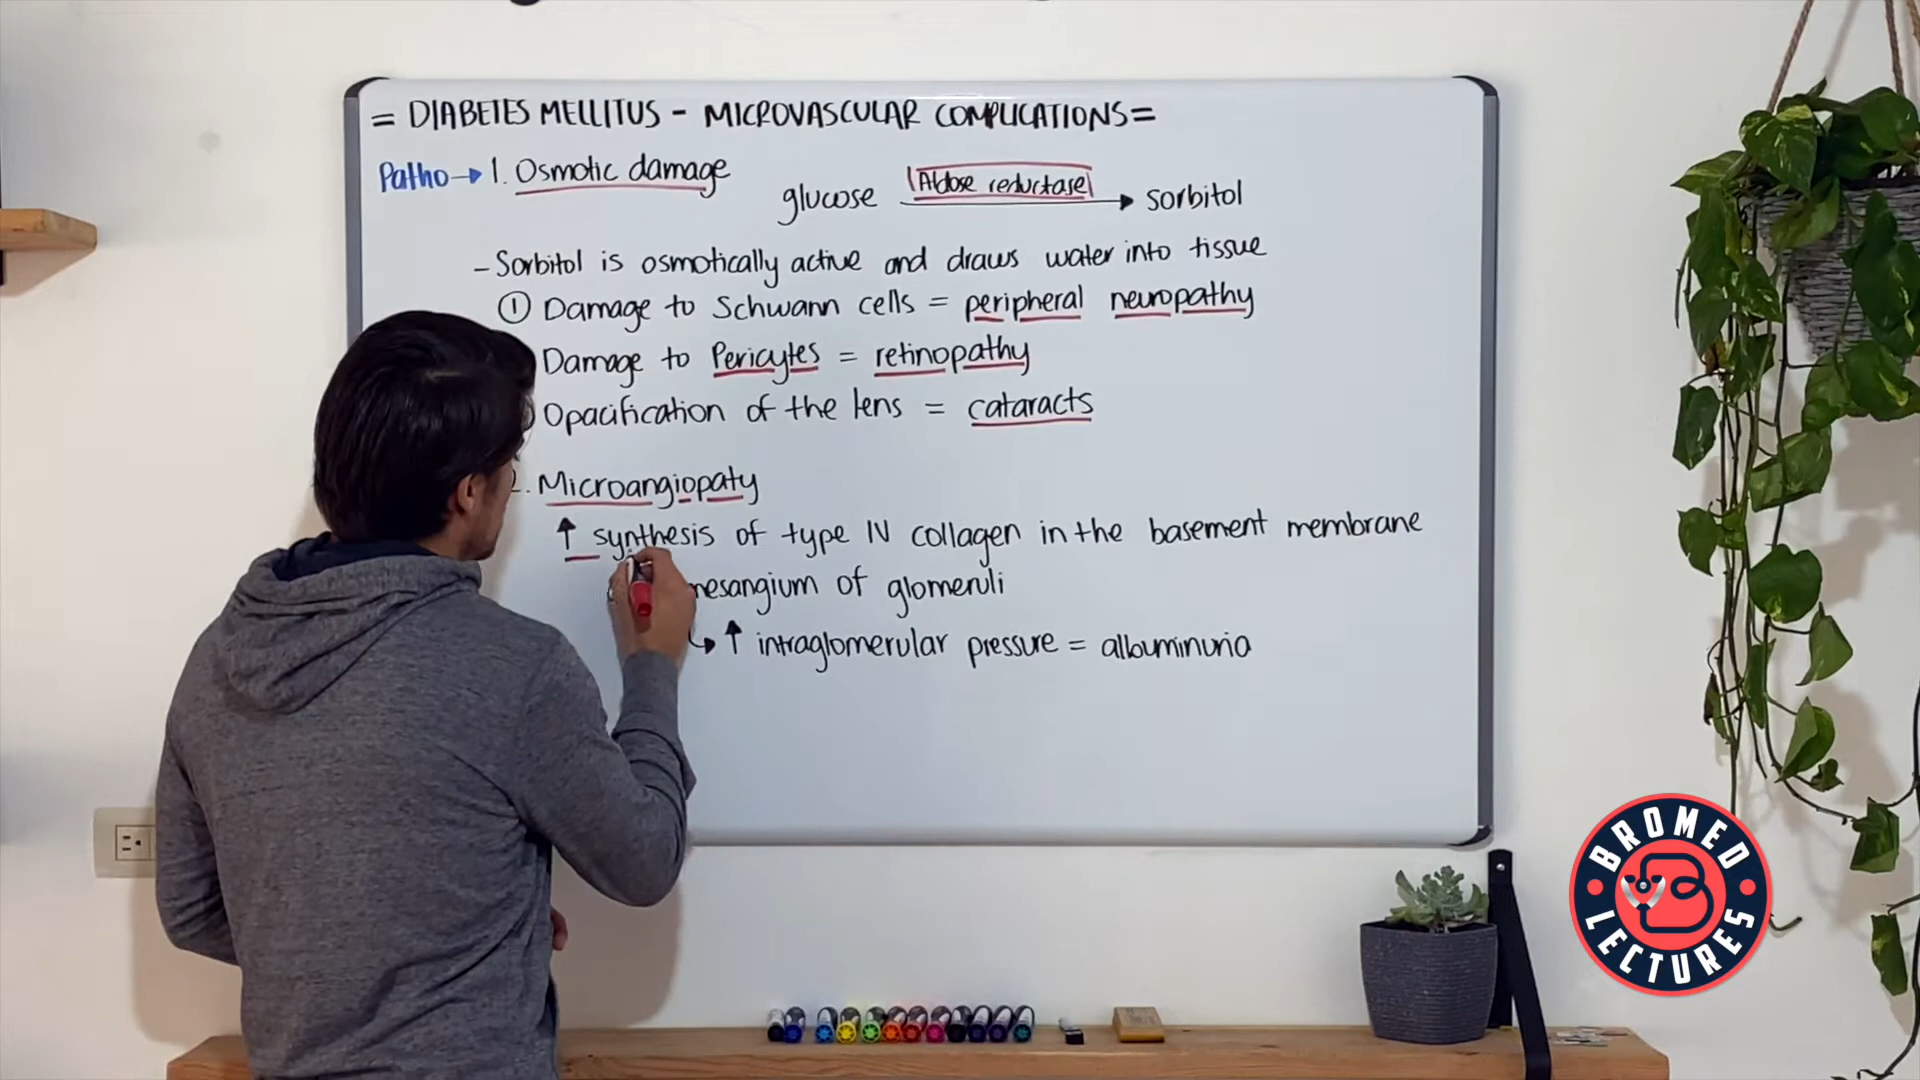 = DIABETES MELLITUS - MICROVASCULAR COMPLICATIONS =
Patho → 1. Osmotic damage
glucose Aldose reductase → sorbitol
- Sorbitol is osmotically active and draws water into tissue
① Damage to Schwann cells = peripheral neuropathy
Damage to Pericytes = retinopathy
Opacification of the lens = cataracts
Microangiopaty
↑ synthesis of type IV collagen in the basement membrane
mesangium of glomeruli
↳ ↑ intraglomerular pressure = albuminuria
BROMED
LECTURES